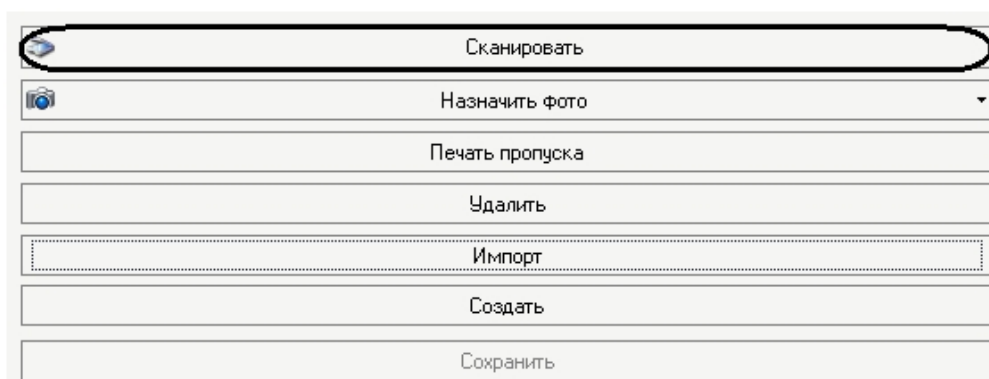 Сканировать
Назначить фото
Печать пропуска
Удалить
Импорт
Создать
Сохранить